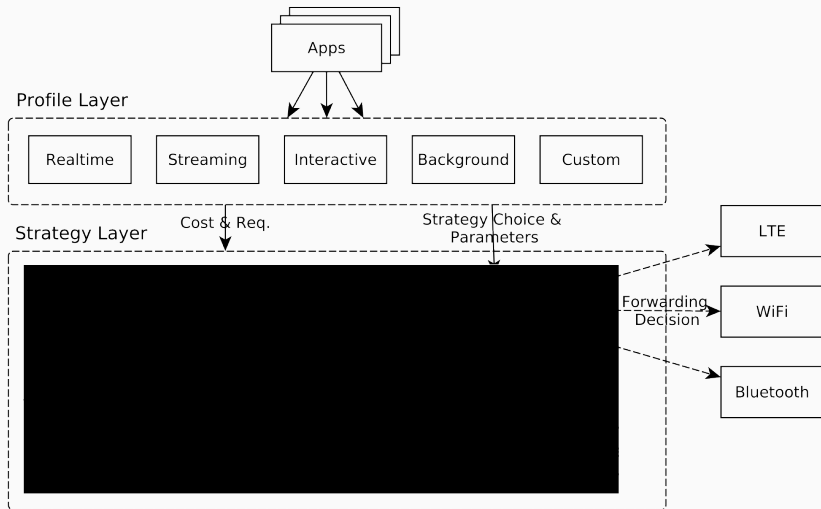 Apps
Profile Layer
Realtime
Streaming
Interactive
Background
Custom
Cost & Req.
Strategy Choice &
Parameters
Strategy Layer
LTE
Forwarding
Decision
WiFi
Bluetooth